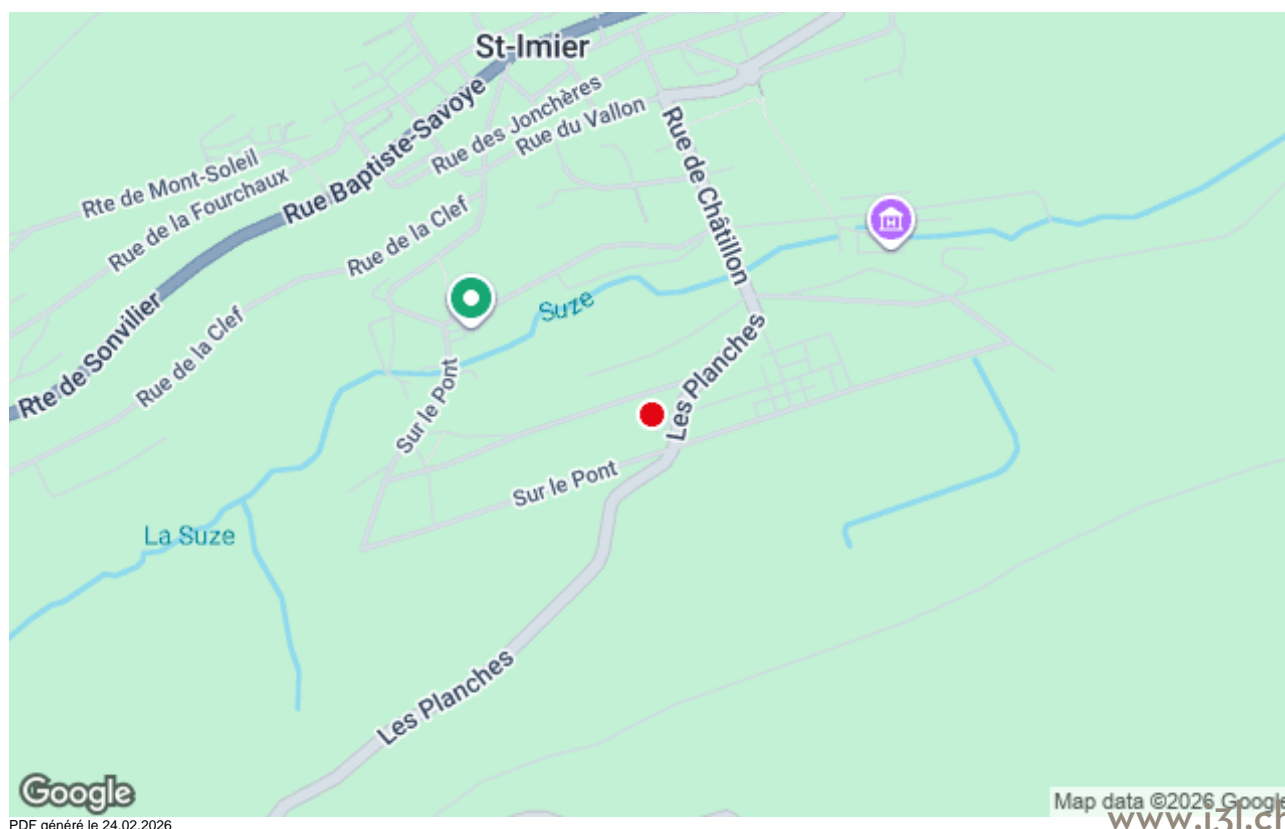 St-Imier
Rue Baptiste-Savoye
Rue des Jonchères
Rue du Vallon
Rue de Châtillon
Rte de Mont-Soleil
Rue de la Fourchaux
Rue de la Clef
H
Suze
Rte de Sonvilier
Rue de la Clef
Les Planches
Sur le Pont
Sur le Pont
La Suze
Les Planches
Google
Map data ©2026 Google
www.i3l.ch
PDF généré le 24.02.2026